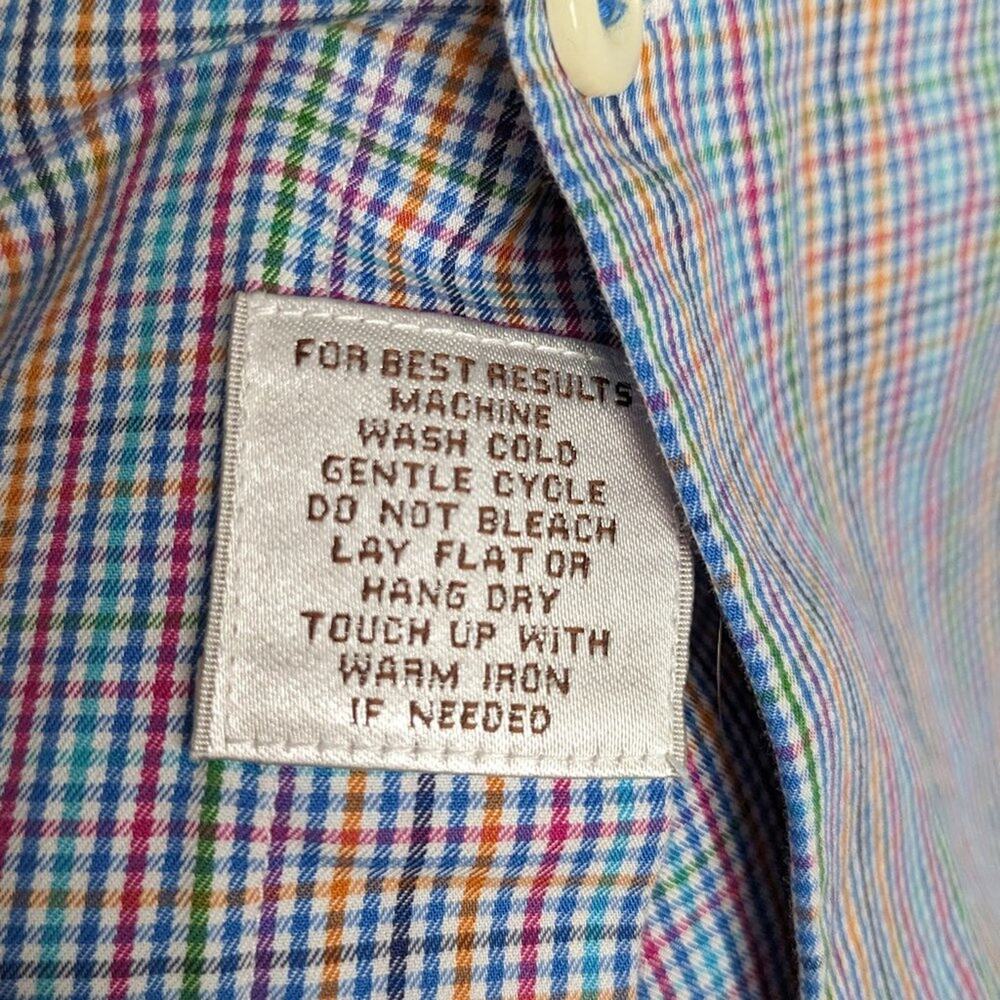 FOR BEST RESULTS
MACHINE
WASH COLD
GENTLE CYCLE
DO NOT BLEACH
LAY FLAT OR
HANG DRY
TOUCH UP WITH
WARM IRON
IF NEEDED